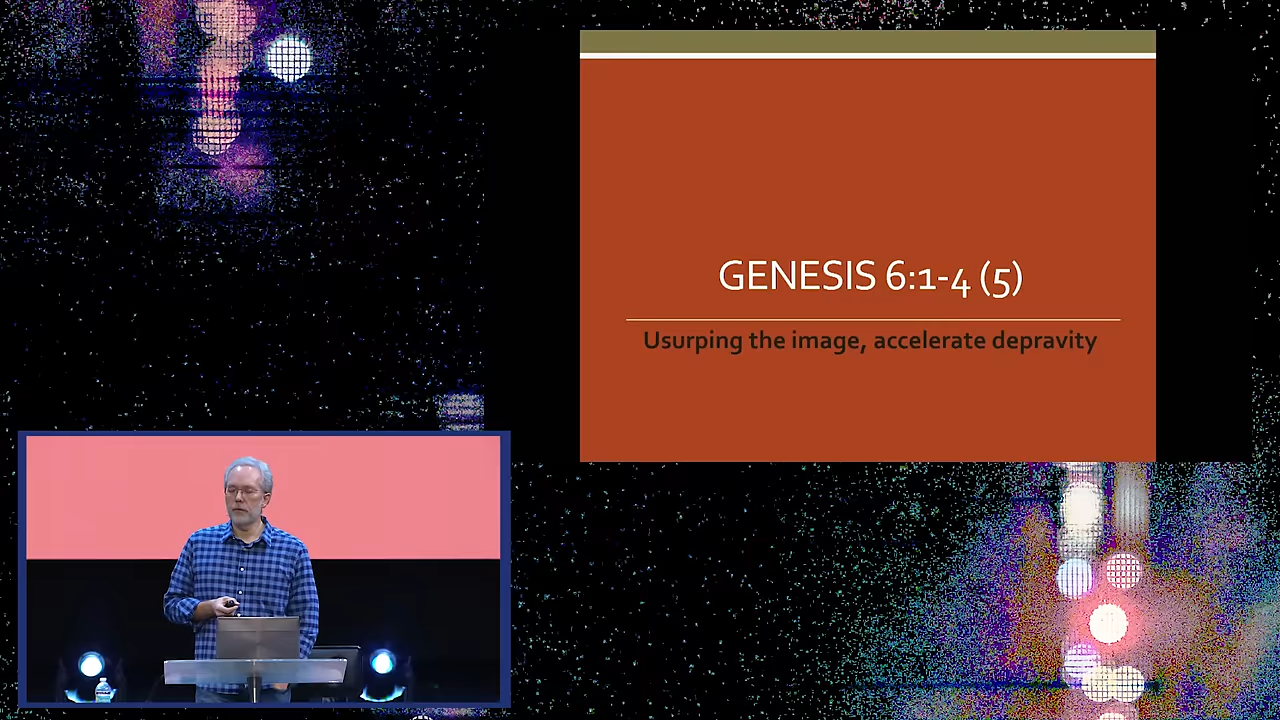 GENESIS 6:1-4 (5)
Usurping the image, accelerate depravity